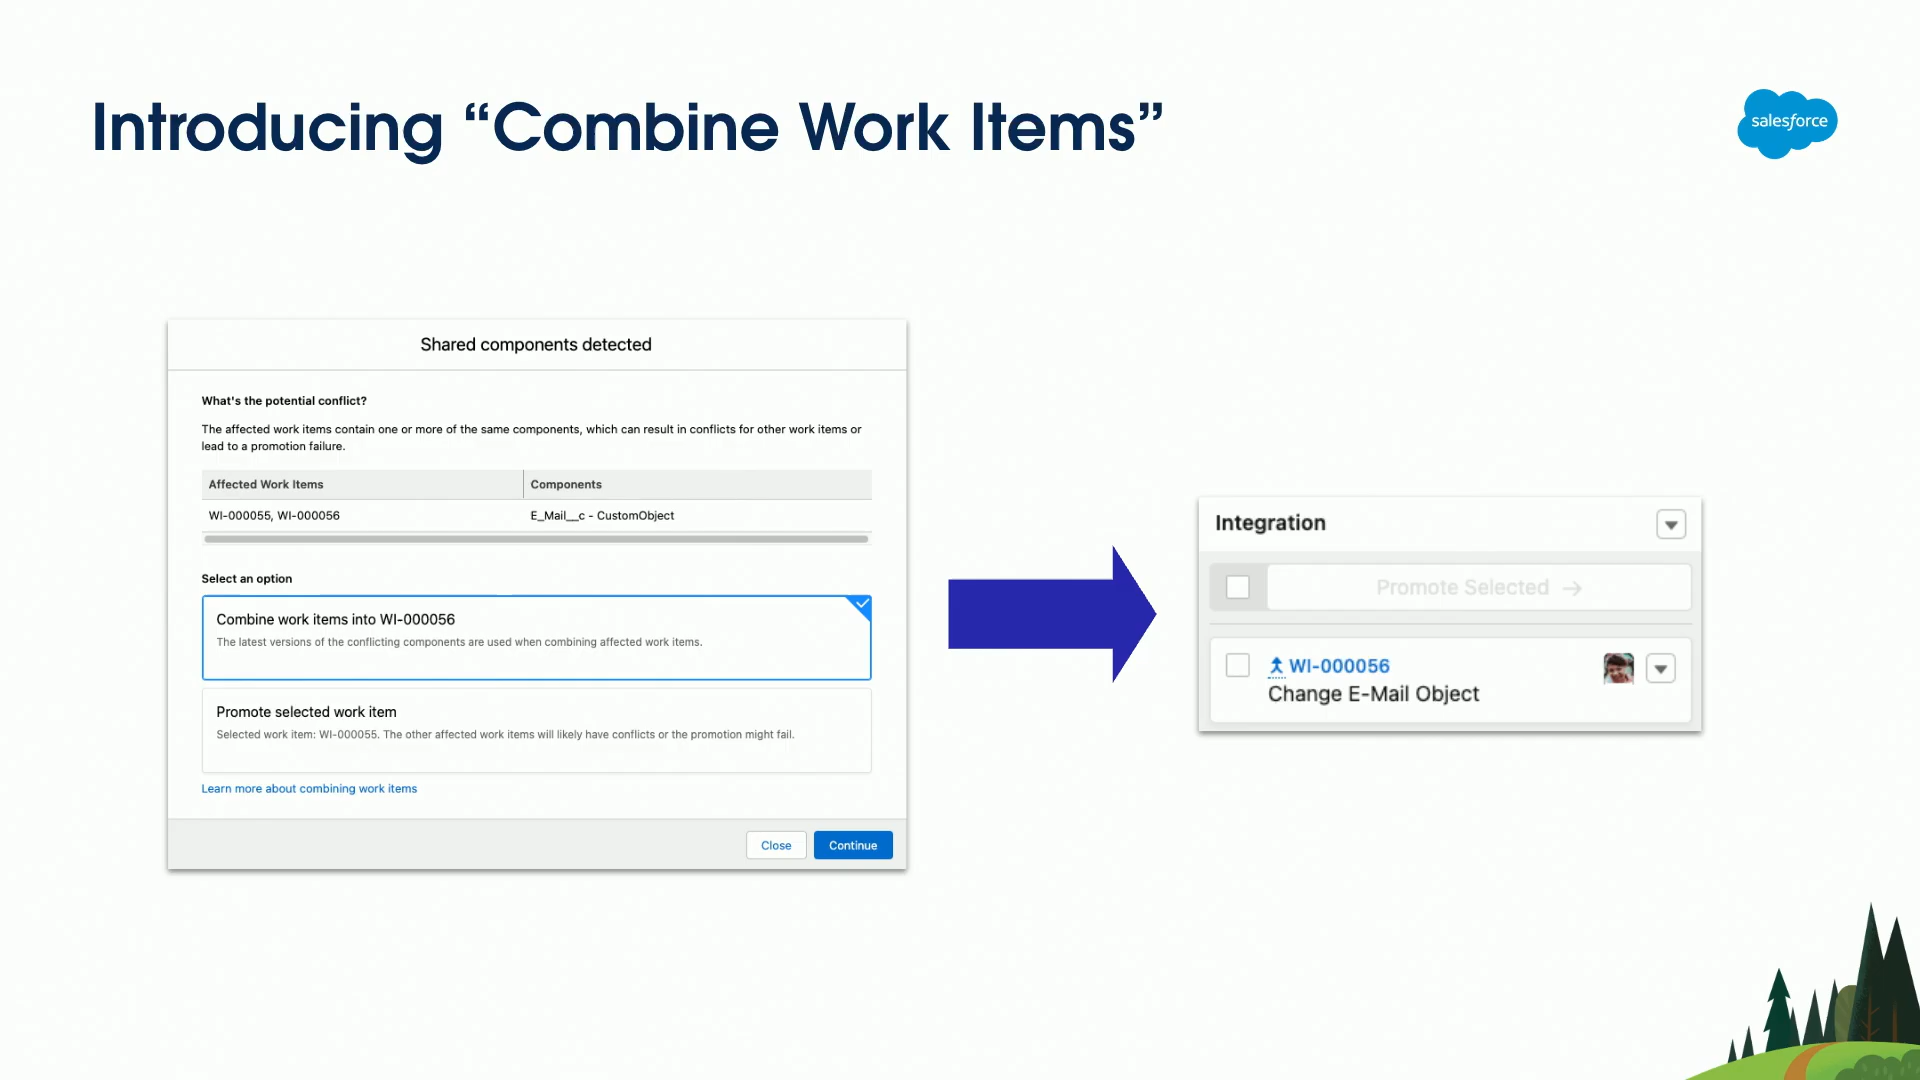 Introducing “Combine Work Items”
salesforce
Shared components detected
What's the potential conflict?
The affected work items contain one or more of the same components, which can result in conflicts for other work items or
lead to a promotion failure.
Affected Work Items Components
WI-000055, WI-000056 E_Mail__c - CustomObject
Select an option
Combine work items into WI-000056
The latest versions of the conflicting components are used when combining affected work items.
Promote selected work item
Selected work item: WI-000055. The other affected work items will likely have conflicts or the promotion might fail.
Learn more about combining work items
Close Continue
Integration
Promote Selected →
WI-000056
Change E-Mail Object